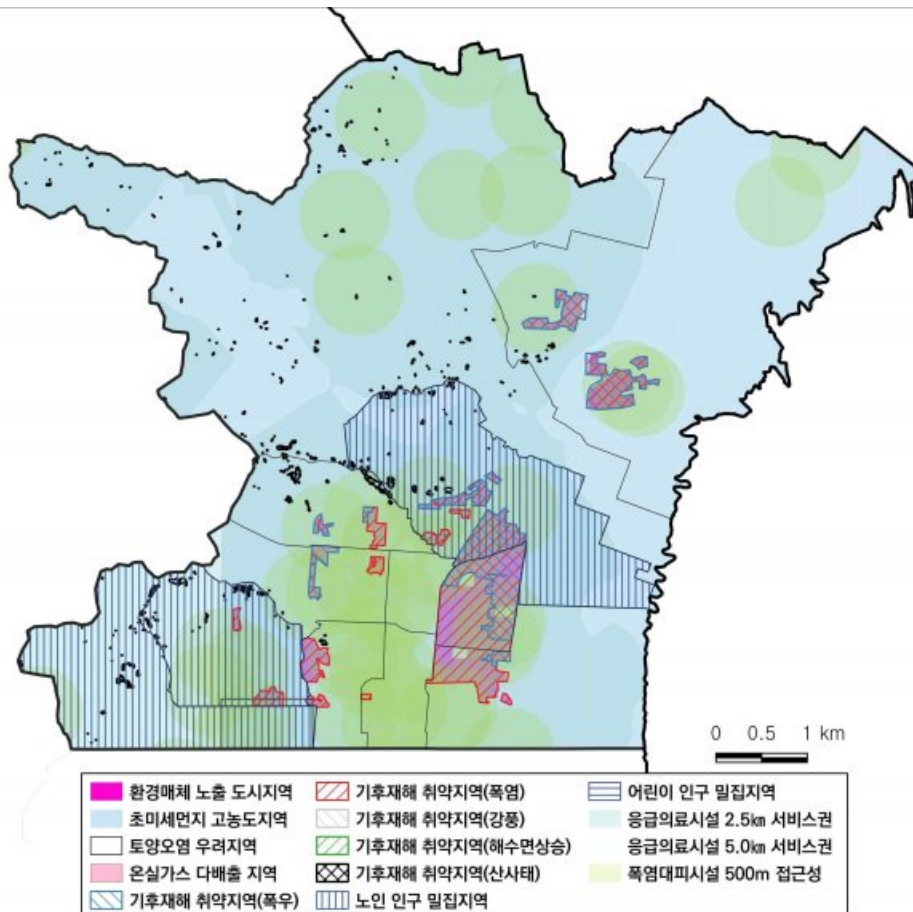 0 0.5 1 km
환경매체 노출 도시지역
초미세먼지 고농도지역
토양오염 우려지역
온실가스 다배출 지역
기후재해 취약지역(폭우)
기후재해 취약지역(폭염)
기후재해 취약지역(강풍)
기후재해 취약지역(해수면상승)
기후재해 취약지역(산사태)
노인 인구 밀집지역
어린이 인구 밀집지역
응급의료시설 2.5㎞ 서비스권
응급의료시설 5.0㎞ 서비스권
폭염대피시설 500m 접근성